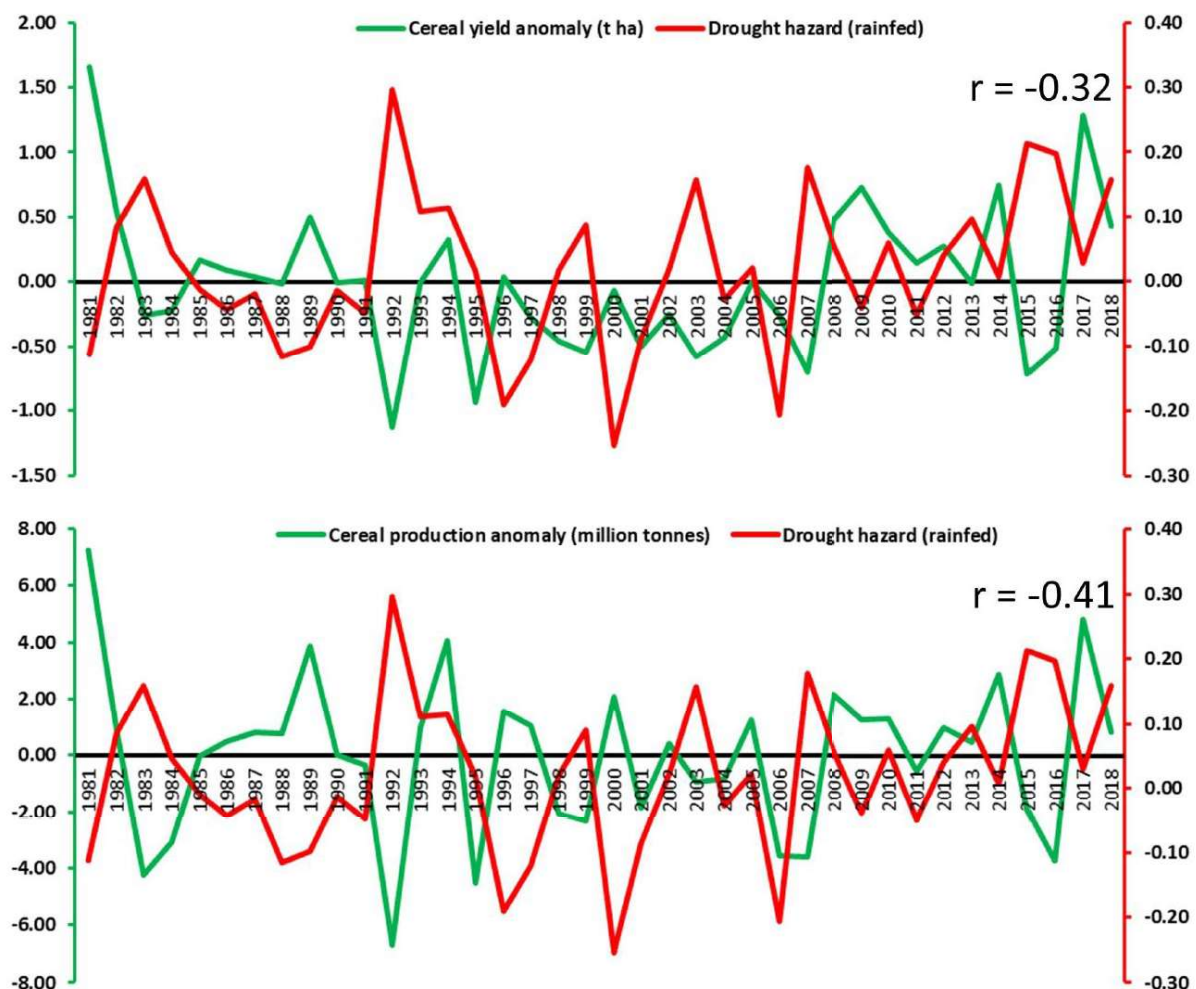 2.00 0.40
Cereal yield anomaly (t ha) Drought hazard (rainfed)
1.50 0.30
r = -0.32
1.00 0.20
0.50 0.10
0.00 0.00
1981 1982 1983 1984 1985 1986 1987 1988 1989 1990 1991 1992 1993 1994 1995 1996 1997 1998 1999 2000 2001 2002 2003 2004 2005 2006 2007 2008 2009 2010 2011 2012 2013 2014 2015 2016 2017 2018
-0.50 -0.10
-1.00 -0.20
-1.50 -0.30
8.00 0.40
Cereal production anomaly (million tonnes) Drought hazard (rainfed)
6.00 0.30
r = -0.41
4.00 0.20
2.00 0.10
0.00 0.00
1981 1982 1983 1984 1985 1986 1987 1988 1989 1990 1991 1992 1993 1994 1995 1996 1997 1998 1999 2000 2001 2002 2003 2004 2005 2006 2007 2008 2009 2010 2011 2012 2013 2014 2015 2016 2017 2018
-2.00
-4.00 -0.10
-6.00 -0.20
-8.00 -0.30